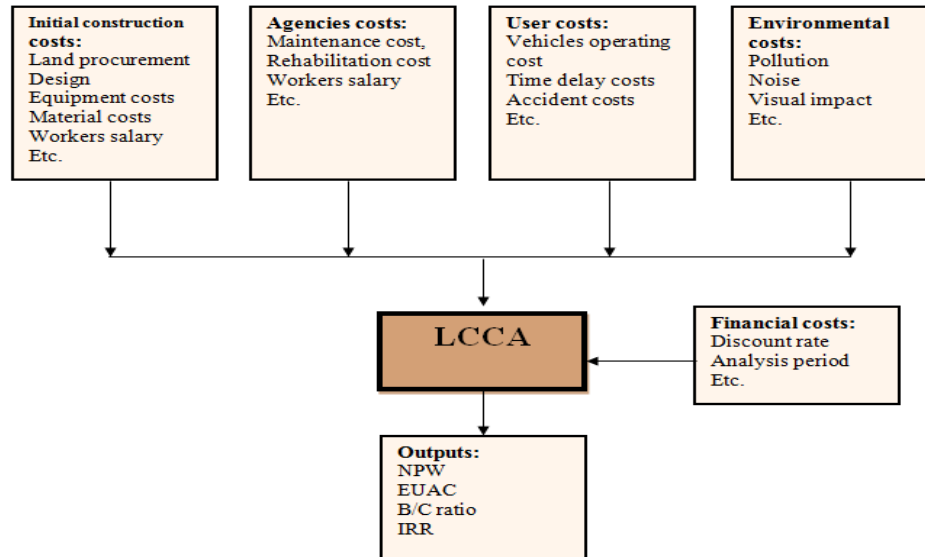 Initial construction
costs:
Land procurement
Design
Equipment costs
Material costs
Workers salary
Etc.
Agencies costs:
Maintenance cost,
Rehabilitation cost
Workers salary
Etc.
User costs:
Vehicles operating
cost
Time delay costs
Accident costs
Etc.
Environmental
costs:
Pollution
Noise
Visual impact
Etc.
LCCA
Financial costs:
Discount rate
Analysis period
Etc.
Outputs:
NPW
EUAC
B/C ratio
IRR